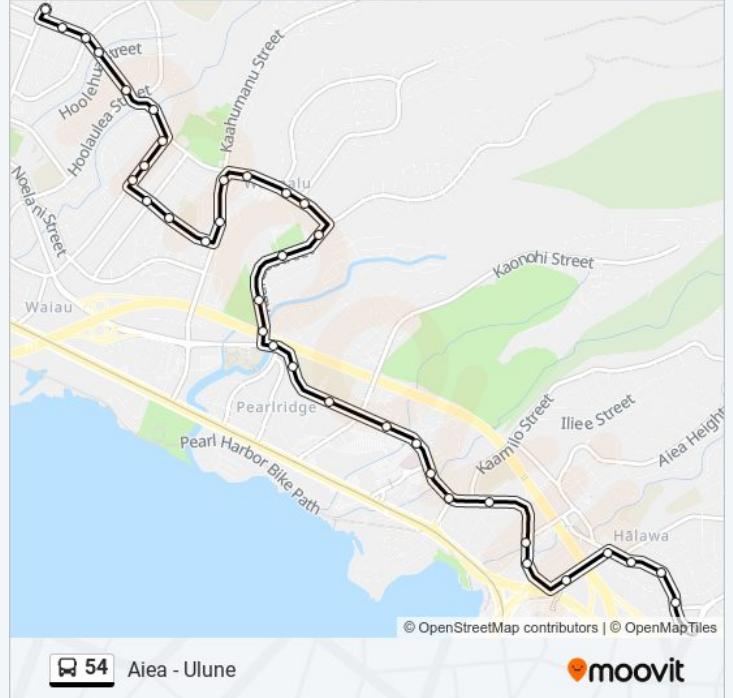 Hoolehua Street
Kaahumanu Street
Hoolaulea Street
Noelani Street
Kaonohi Street
Waiau
Pearlridge
Pearl Harbor Bike Path
Kaamilo Street
Iliee Street
Aiea Height
Hālawa
© OpenStreetMap contributors | © OpenMapTiles
54 Aiea - Ulune
moovit